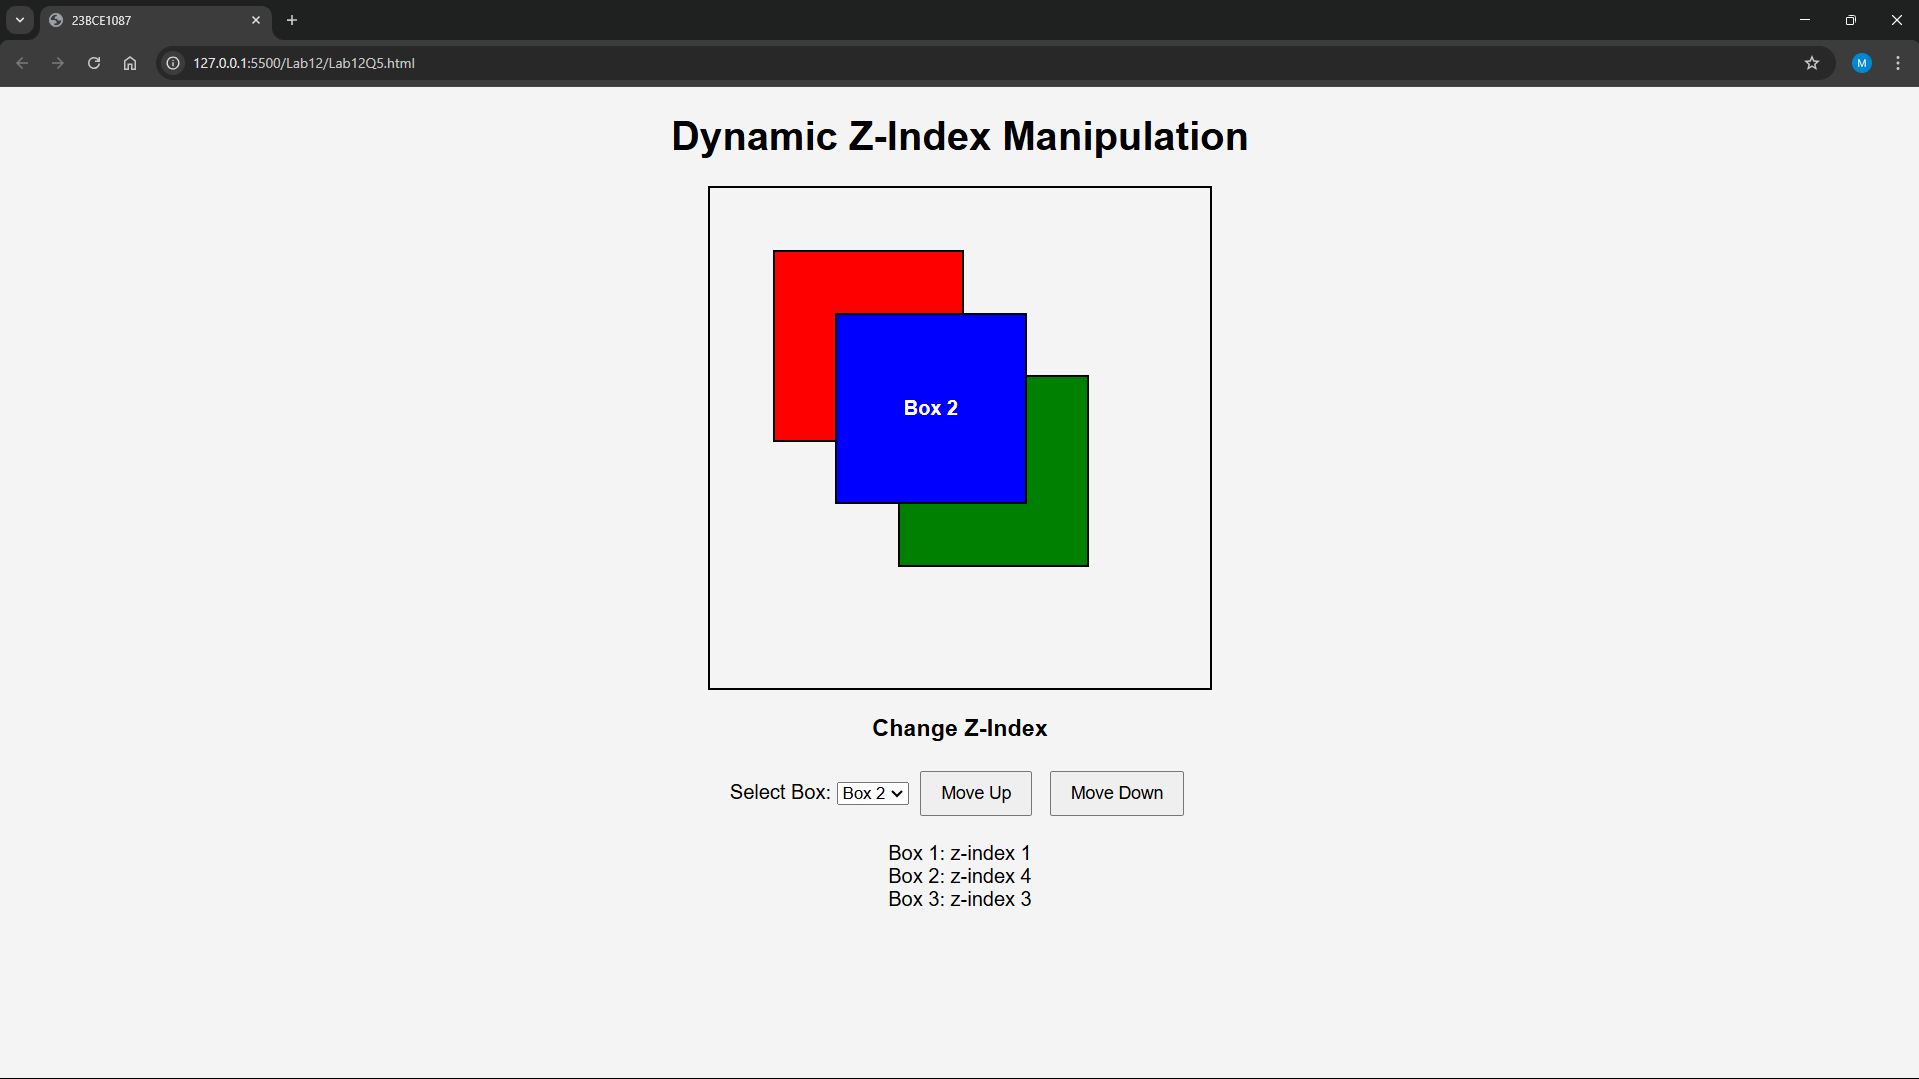 23BCE1087
127.0.0.1:5500/Lab12/Lab12Q5.html
M
Dynamic Z-Index Manipulation
Box 2
Change Z-Index
Select Box: Box 2 Move Up Move Down
Box 1: z-index 1
Box 2: z-index 4
Box 3: z-index 3